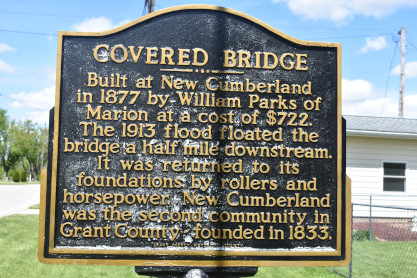 COVERED BRIDGE
Built at New Cumberland
in 1877 by William Parks of
Marion at a cost of $722.
The 1913 flood floated the
bridge a half mile downstream.
It was returned to its
foundations by rollers and
horsepower. New Cumberland
was the second community in
Grant County, founded in 1833.